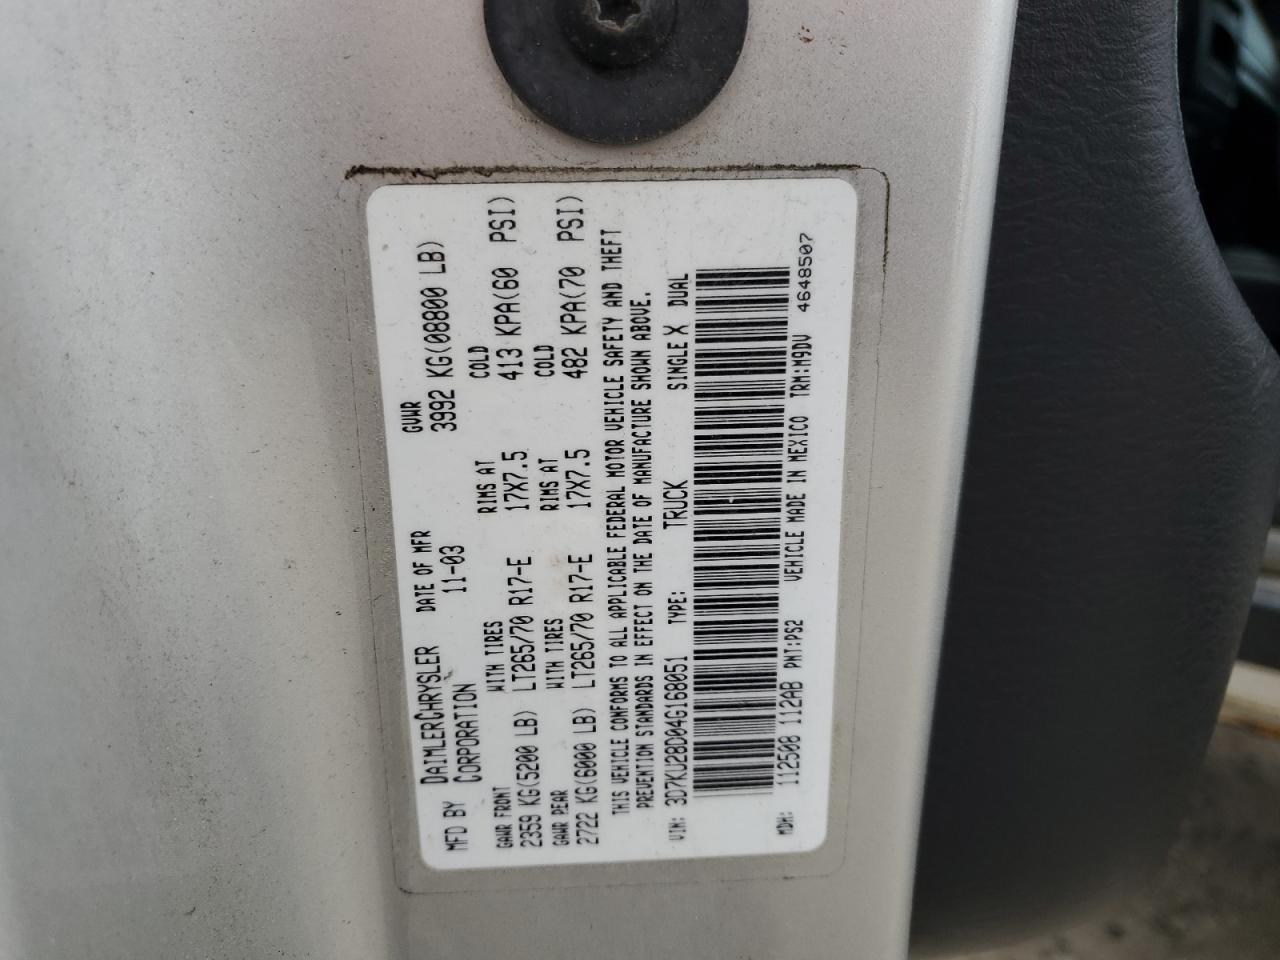 MFD BY DAIMLERCHRYSLER CORPORATION DATE OF MFR 11-03 GVWR 3992 KG(08800 LB)
GAWR FRONT WITH TIRES RIMS AT COLD
2359 KG(5200 LB) LT265/70 R17-E 17X7.5 413 KPA(60 PSI)
GAWR REAR WITH TIRES RIMS AT COLD
2722 KG(6000 LB) LT265/70 R17-E 17X7.5 482 KPA(70 PSI)
THIS VEHICLE CONFORMS TO ALL APPLICABLE FEDERAL MOTOR VEHICLE SAFETY AND THEFT
PREVENTION STANDARDS IN EFFECT ON THE DATE OF MANUFACTURE SHOWN ABOVE.
VIN: 3D7KU28D04G168051 TYPE: TRUCK SINGLE X DUAL
MDH: 112508 112AB PNT:PS2 VEHICLE MADE IN MEXICO TRM:M9DV 4648507